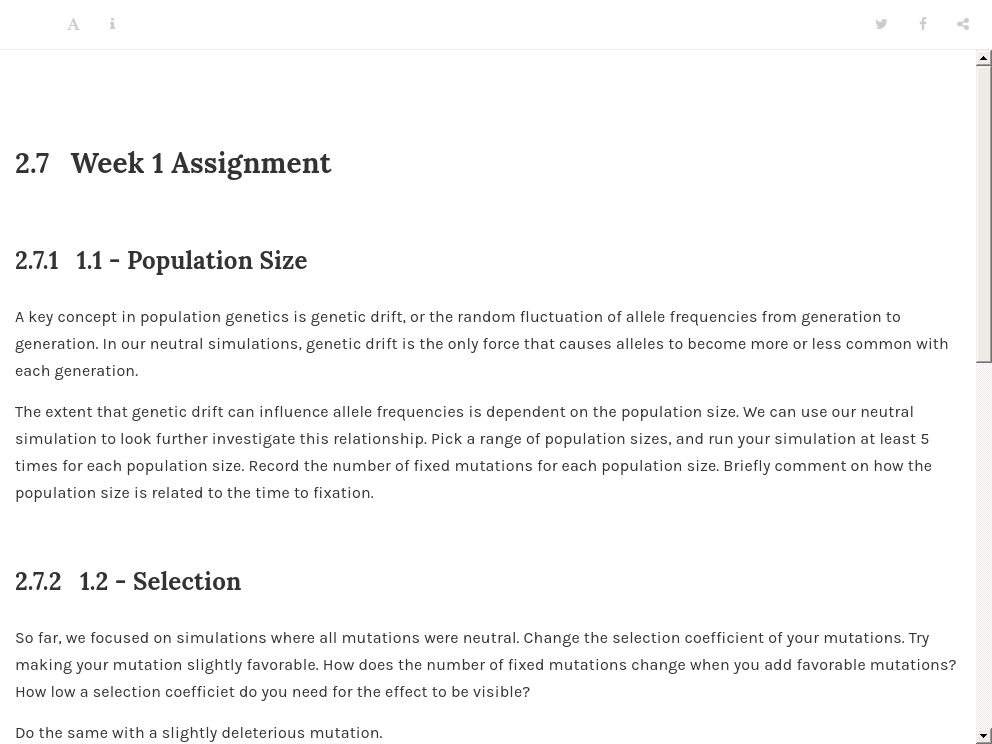 2.7 Week 1 Assignment
2.7.1 1.1 - Population Size
A key concept in population genetics is genetic drift, or the random fluctuation of allele frequencies from generation to
generation. In our neutral simulations, genetic drift is the only force that causes alleles to become more or less common with
each generation.
The extent that genetic drift can influence allele frequencies is dependent on the population size. We can use our neutral
simulation to look further investigate this relationship. Pick a range of population sizes, and run your simulation at least 5
times for each population size. Record the number of fixed mutations for each population size. Briefly comment on how the
population size is related to the time to fixation.
2.7.2 1.2 - Selection
So far, we focused on simulations where all mutations were neutral. Change the selection coefficient of your mutations. Try
making your mutation slightly favorable. How does the number of fixed mutations change when you add favorable mutations?
How low a selection coefficiet do you need for the effect to be visible?
Do the same with a slightly deleterious mutation.